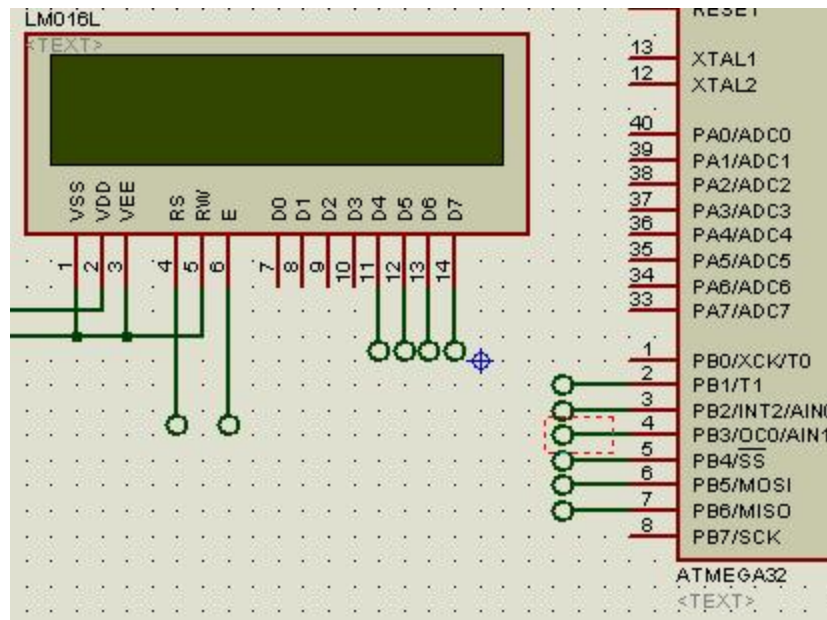 LM016L
<TEXT>
VSS
VDD
VEE
RS
RW
E
D0
D1
D2
D3
D4
D5
D6
D7
1
2
3
4
5
6
7
8
9
10
11
12
13
14
RESET
13 XTAL1
12 XTAL2
40 PA0/ADC0
39 PA1/ADC1
38 PA2/ADC2
37 PA3/ADC3
36 PA4/ADC4
35 PA5/ADC5
34 PA6/ADC6
33 PA7/ADC7
1 PB0/XCK/T0
2 PB1/T1
3 PB2/INT2/AIN0
4 PB3/OC0/AIN1
5 PB4/SS
6 PB5/MOSI
7 PB6/MISO
8 PB7/SCK
ATMEGA32
<TEXT>